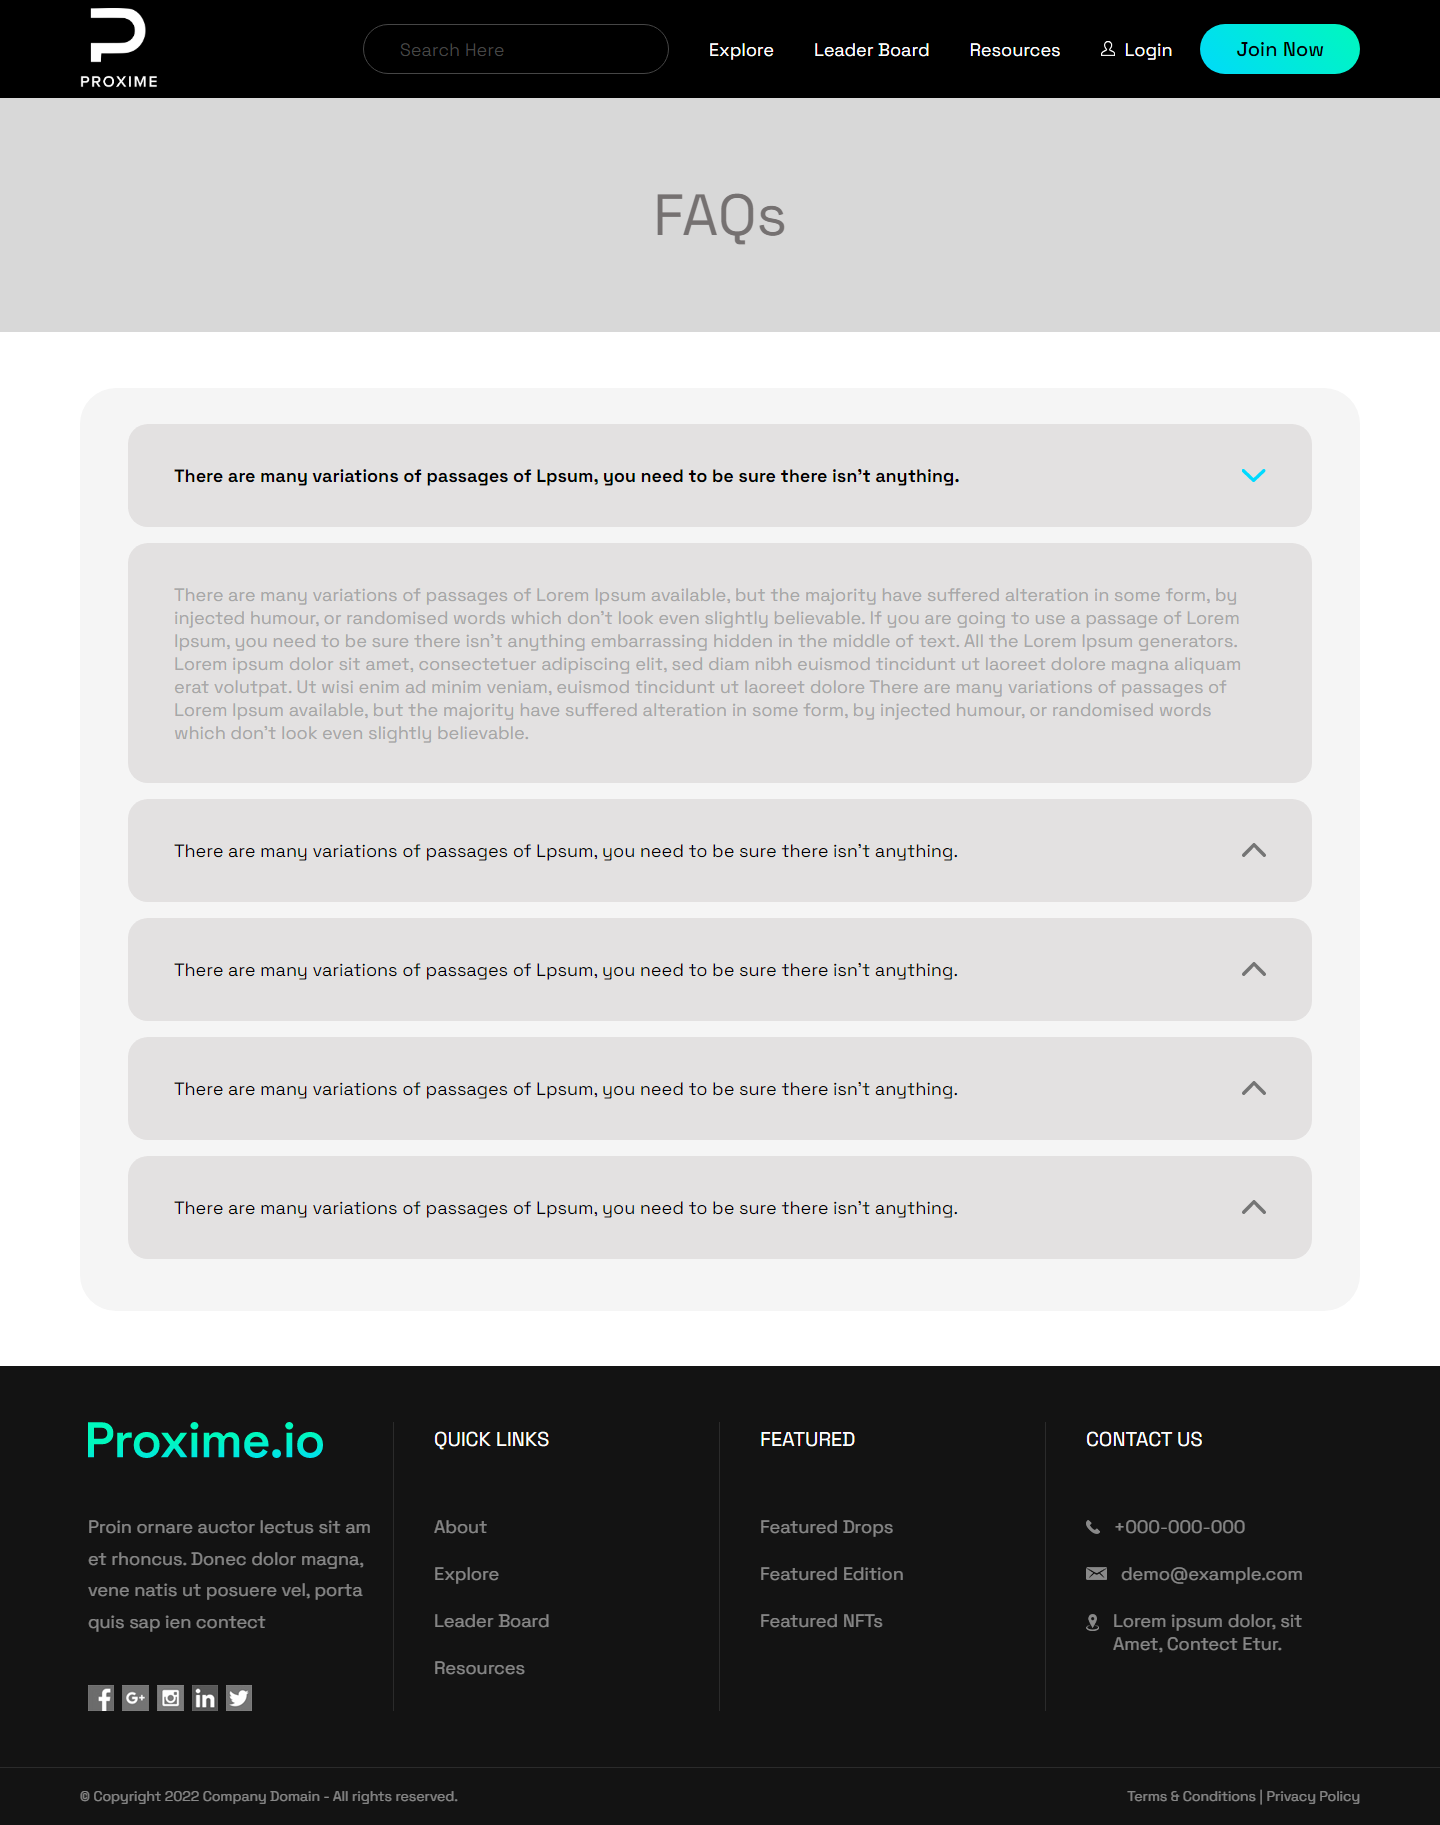 PROXIME
Search Here
Explore
Leader Board
Resources
Login
Join Now
FAQs
There are many variations of passages of Lpsum, you need to be sure there isn't anything.
There are many variations of passages of Lorem Ipsum available, but the majority have suffered alteration in some form, by
injected humour, or randomised words which don't look even slightly believable. If you are going to use a passage of Lorem
Ipsum, you need to be sure there isn't anything embarrassing hidden in the middle of text. All the Lorem Ipsum generators.
Lorem ipsum dolor sit amet, consectetuer adipiscing elit, sed diam nibh euismod tincidunt ut laoreet dolore magna aliquam
erat volutpat. Ut wisi enim ad minim veniam, euismod tincidunt ut laoreet dolore There are many variations of passages of
Lorem Ipsum available, but the majority have suffered alteration in some form, by injected humour, or randomised words
which don't look even slightly believable.
There are many variations of passages of Lpsum, you need to be sure there isn't anything.
There are many variations of passages of Lpsum, you need to be sure there isn't anything.
There are many variations of passages of Lpsum, you need to be sure there isn't anything.
There are many variations of passages of Lpsum, you need to be sure there isn't anything.
Proxime.io
Proin ornare auctor lectus sit am
et rhoncus. Donec dolor magna,
vene natis ut posuere vel, porta
quis sap ien contect
QUICK LINKS
About
Explore
Leader Board
Resources
FEATURED
Featured Drops
Featured Edition
Featured NFTs
CONTACT US
+000-000-000
demo@example.com
Lorem ipsum dolor, sit
Amet, Contect Etur.
© Copyright 2022 Company Domain - All rights reserved.
Terms & Conditions | Privacy Policy